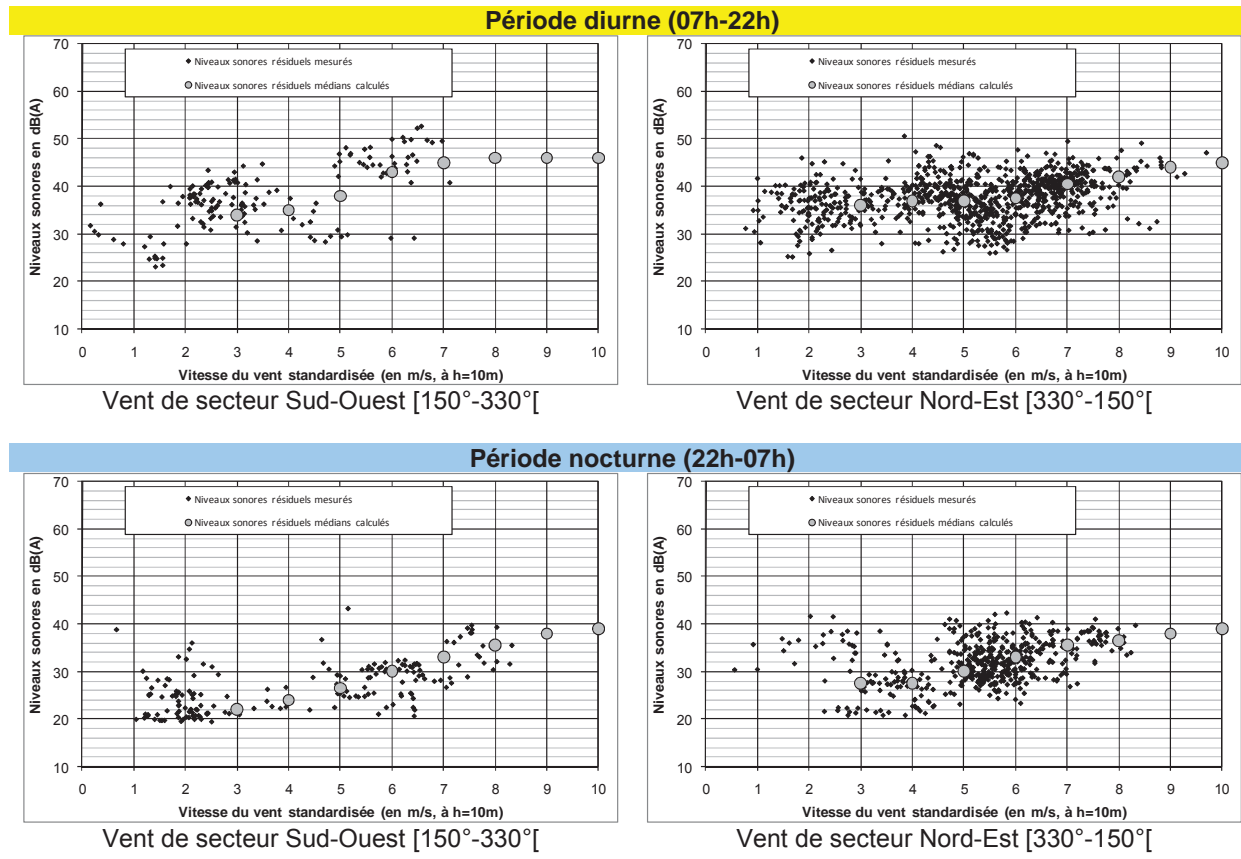 Période diurne (07h-22h)
70
60
50
40
30
20
10
Niveaux sonores en dB(A)
Niveaux sonores résiduels mesurés
Niveaux sonores résiduels médians calculés
0 1 2 3 4 5 6 7 8 9 10
Vitesse du vent standardisée (en m/s, à h=10m)
Vent de secteur Sud-Ouest [150°-330°[
70
60
50
40
30
20
10
Niveaux sonores en dB(A)
Niveaux sonores résiduels mesurés
Niveaux sonores résiduels médians calculés
0 1 2 3 4 5 6 7 8 9 10
Vitesse du vent standardisée (en m/s, à h=10m)
Vent de secteur Nord-Est [330°-150°[
Période nocturne (22h-07h)
70
60
50
40
30
20
10
Niveaux sonores en dB(A)
Niveaux sonores résiduels mesurés
Niveaux sonores résiduels médians calculés
0 1 2 3 4 5 6 7 8 9 10
Vitesse du vent standardisée (en m/s, à h=10m)
Vent de secteur Sud-Ouest [150°-330°[
70
60
50
40
30
20
10
Niveaux sonores en dB(A)
Niveaux sonores résiduels mesurés
Niveaux sonores résiduels médians calculés
0 1 2 3 4 5 6 7 8 9 10
Vitesse du vent standardisée (en m/s, à h=10m)
Vent de secteur Nord-Est [330°-150°[